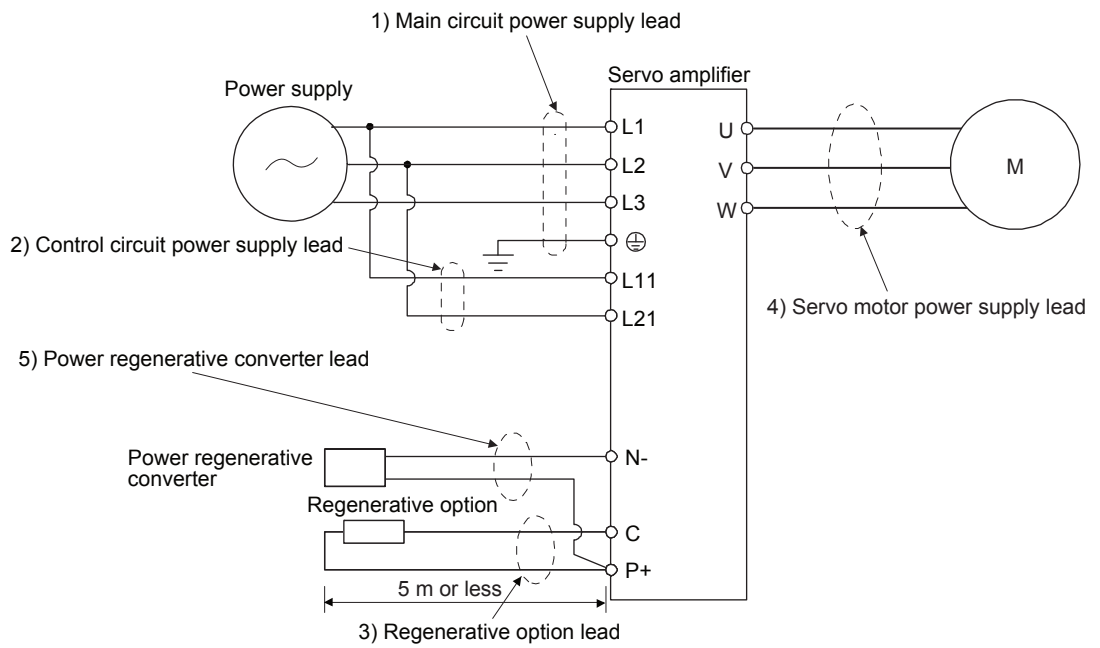 1) Main circuit power supply lead
Servo amplifier
Power supply
L1
U
L2
V
M
L3
W
2) Control circuit power supply lead
L11
4) Servo motor power supply lead
L21
5) Power regenerative converter lead
Power regenerative
converter
N-
Regenerative option
C
P+
5 m or less
3) Regenerative option lead